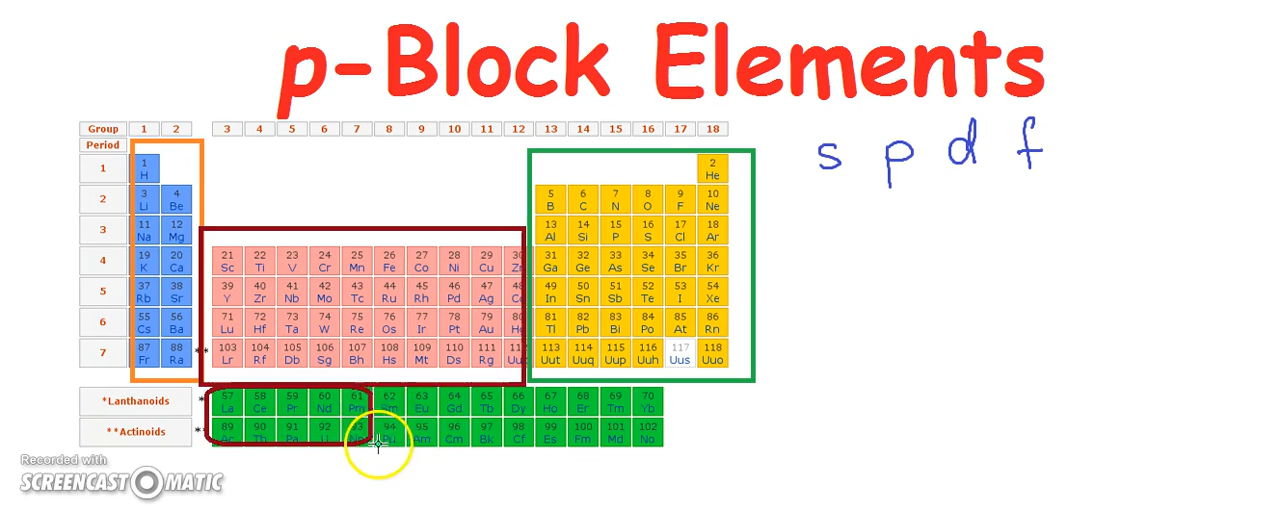 p-Block Elements
Group 1 2 3 4 5 6 7 8 9 10 11 12 13 14 15 16 17 18
s p d f
Period
1 1 2
H He
2 3 4 5 6 7 8 9 10
Li Be B C N O F Ne
3 11 12 13 14 15 16 17 18
Na Mg Al Si P S Cl Ar
4 19 20 21 22 23 24 25 26 27 28 29 30 31 32 33 34 35 36
K Ca Sc Ti V Cr Mn Fe Co Ni Cu Zn Ga Ge As Se Br Kr
5 37 38 39 40 41 42 43 44 45 46 47 48 49 50 51 52 53 54
Rb Sr Y Zr Nb Mo Tc Ru Rh Pd Ag In Sn Sb Te I Xe
6 55 56 71 72 73 74 75 76 77 78 79 80 81 82 83 84 85 86
Cs Ba Lu Hf Ta W Re Os Ir Pt Au Tl Pb Bi Po At Rn
7 87 88 ** 103 104 105 106 107 108 109 110 111 112 113 114 115 116 117 118
Fr Ra Lr Rf Db Sg Bh Hs Mt Ds Rg Uut Uuq Uup Uuh Uus Uuo
*Lanthanoids * 57 58 59 60 61 62 63 64 65 66 67 68 69 70
La Ce Pr Nd Pm Sm Eu Gd Tb Dy Ho Er Tm Yb
**Actinoids 89 90 91 92 93 94 95 96 97 98 99 100 101 102
Ac Pa U Np Pu Am Cm Bk Cf Es Fm Md No
Recorded with
SCREENCAST MATIC